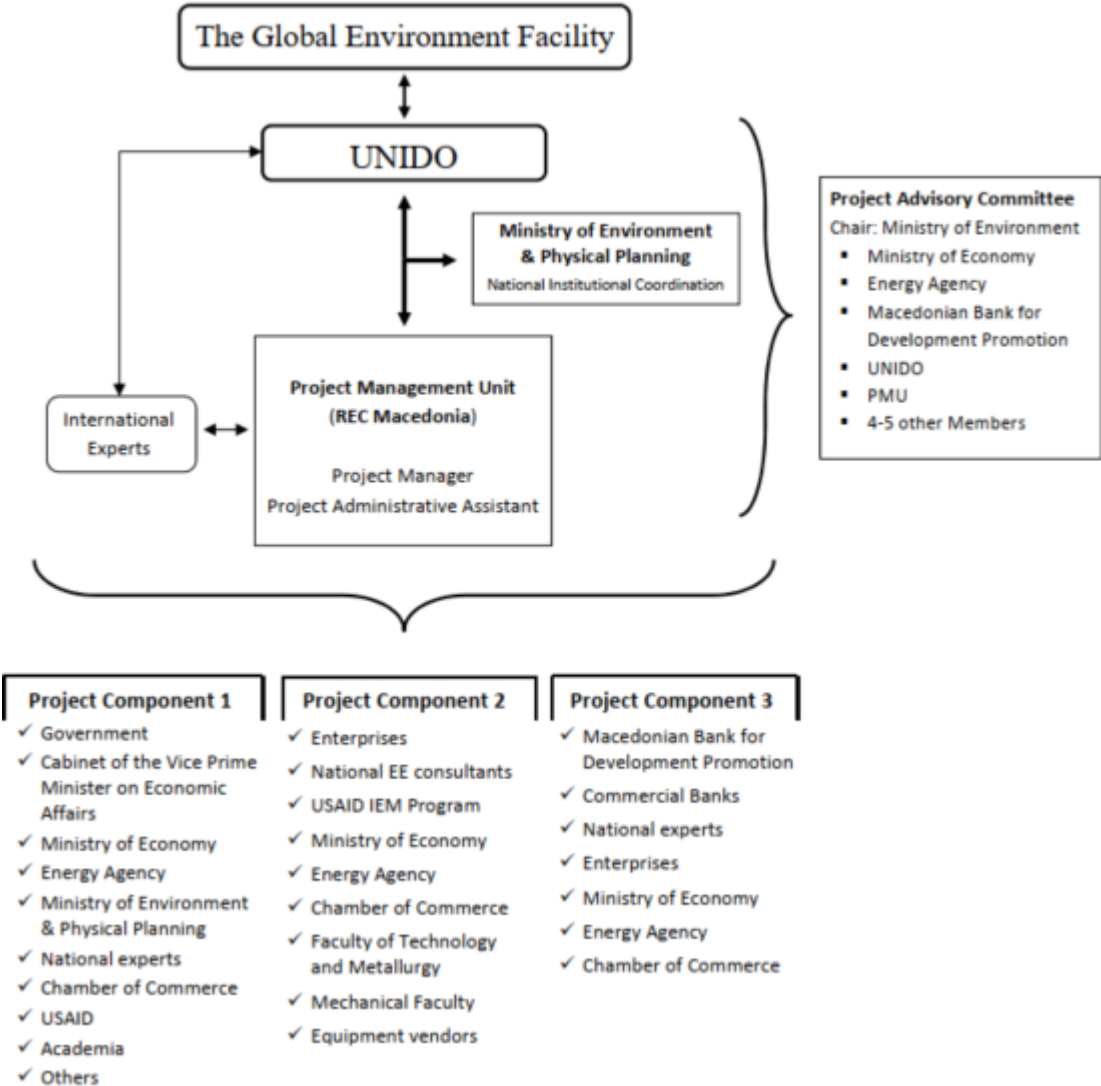 The Global Environment Facility
UNIDO
Ministry of Environment
& Physical Planning
National Institutional Coordination
Project Advisory Committee
Chair: Ministry of Environment
▪ Ministry of Economy
▪ Energy Agency
▪ Macedonian Bank for
Development Promotion
▪ UNIDO
▪ PMU
▪ 4-5 other Members
International
Experts
Project Management Unit
(REC Macedonia)
Project Manager
Project Administrative Assistant
Project Component 1
✓ Government
✓ Cabinet of the Vice Prime
Minister on Economic
Affairs
✓ Ministry of Economy
✓ Energy Agency
✓ Ministry of Environment
& Physical Planning
✓ National experts
✓ Chamber of Commerce
✓ USAID
✓ Academia
✓ Others
Project Component 2
✓ Enterprises
✓ National EE consultants
✓ USAID IEM Program
✓ Ministry of Economy
✓ Energy Agency
✓ Chamber of Commerce
✓ Faculty of Technology
and Metallurgy
✓ Mechanical Faculty
✓ Equipment vendors
Project Component 3
✓ Macedonian Bank for
Development Promotion
✓ Commercial Banks
✓ National experts
✓ Enterprises
✓ Ministry of Economy
✓ Energy Agency
✓ Chamber of Commerce